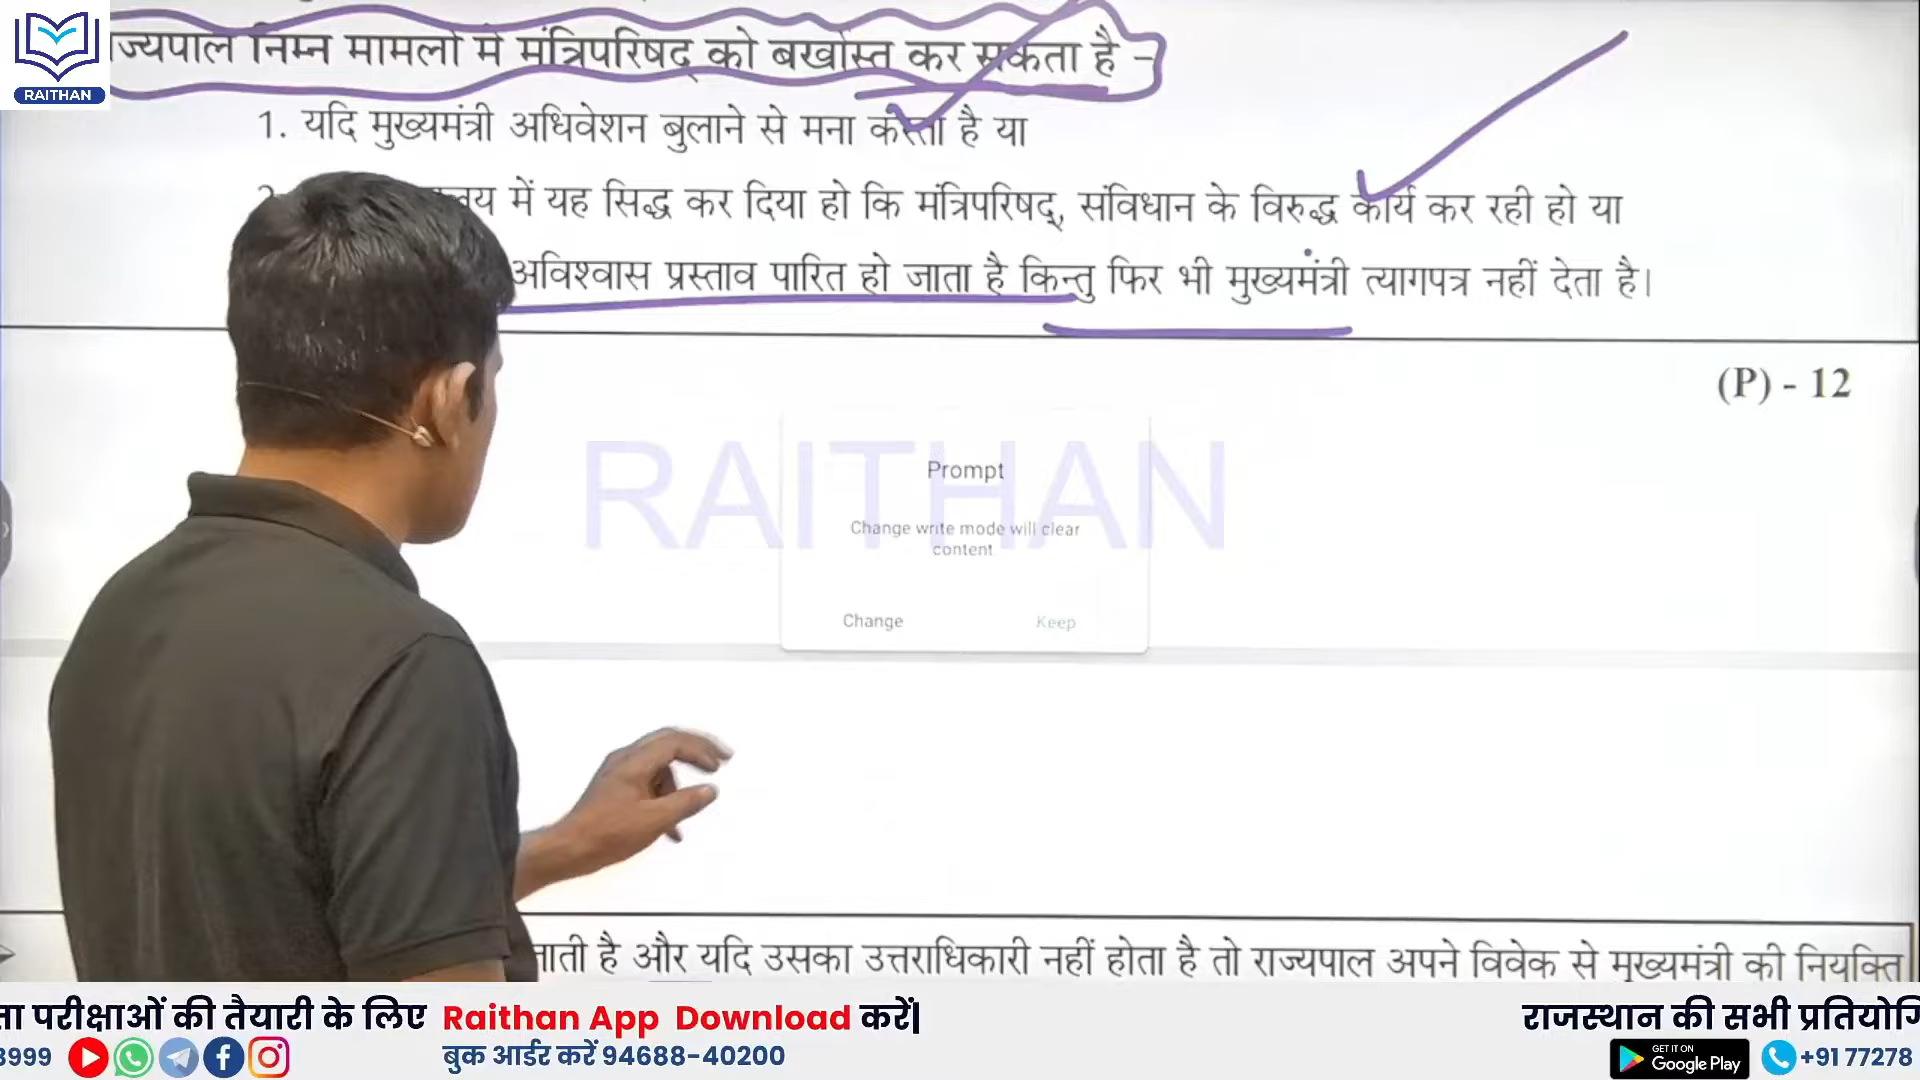 RAITHAN
ज्यपाल निम्न मामलों में मंत्रिपरिषद् को बर्खास्त कर सकता है -
1. यदि मुख्यमंत्री अधिवेशन बुलाने से मना करता है या
में यह सिद्ध कर दिया हो कि मंत्रिपरिषद्, संविधान के विरुद्ध कार्य कर रही हो या
अविश्वास प्रस्ताव पारित हो जाता है किन्तु फिर भी मुख्यमंत्री त्यागपत्र नहीं देता है।
(P) - 12
RAITHAN
Prompt
Change write mode will clear
content
Change Keep
और यदि उसका उत्तराधिकारी नहीं होता है तो राज्यपाल अपने विवेक से मुख्यमंत्री की नियुक्ति
परीक्षाओं की तैयारी के लिए Raithan App Download करें|
राजस्थान की सभी
3999
बुक आर्डर करें 94688-40200
GET IT ON
Google Play
+91 77278